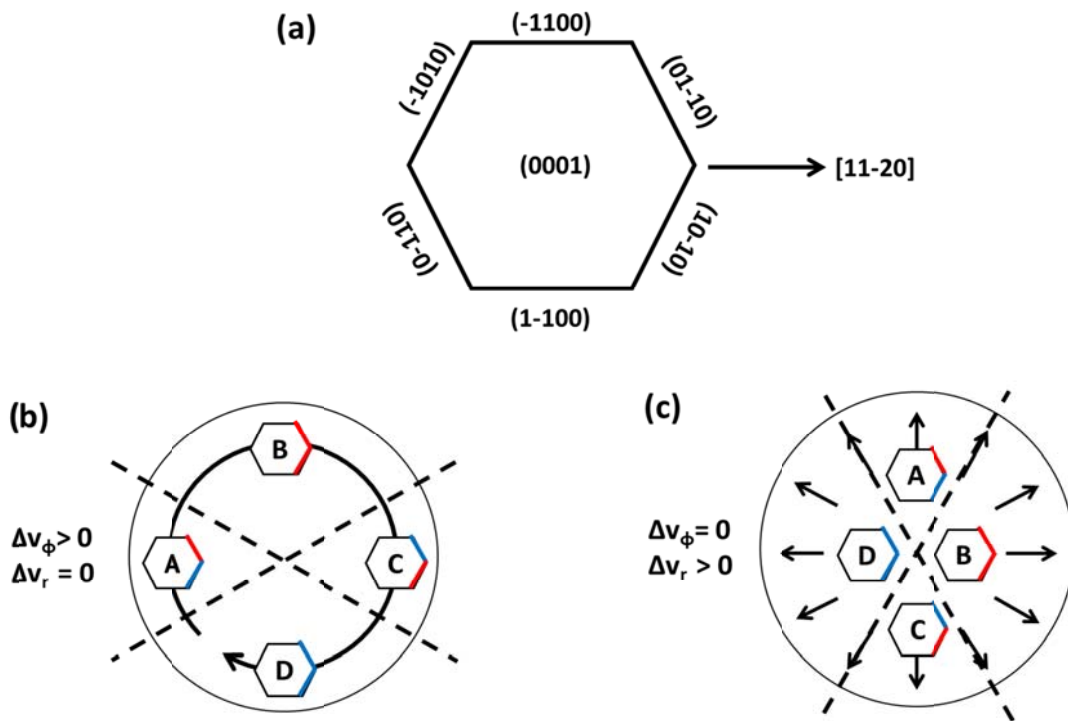 (a)
(-1100)
(-1010)
(01-10)
(0001)
[11-20]
(0-110)
(10-10)
(1-100)
(b)
B
Δvϕ> 0
Δvr = 0
A
C
D
(c)
A
Δvϕ= 0
Δvr > 0
D
B
C